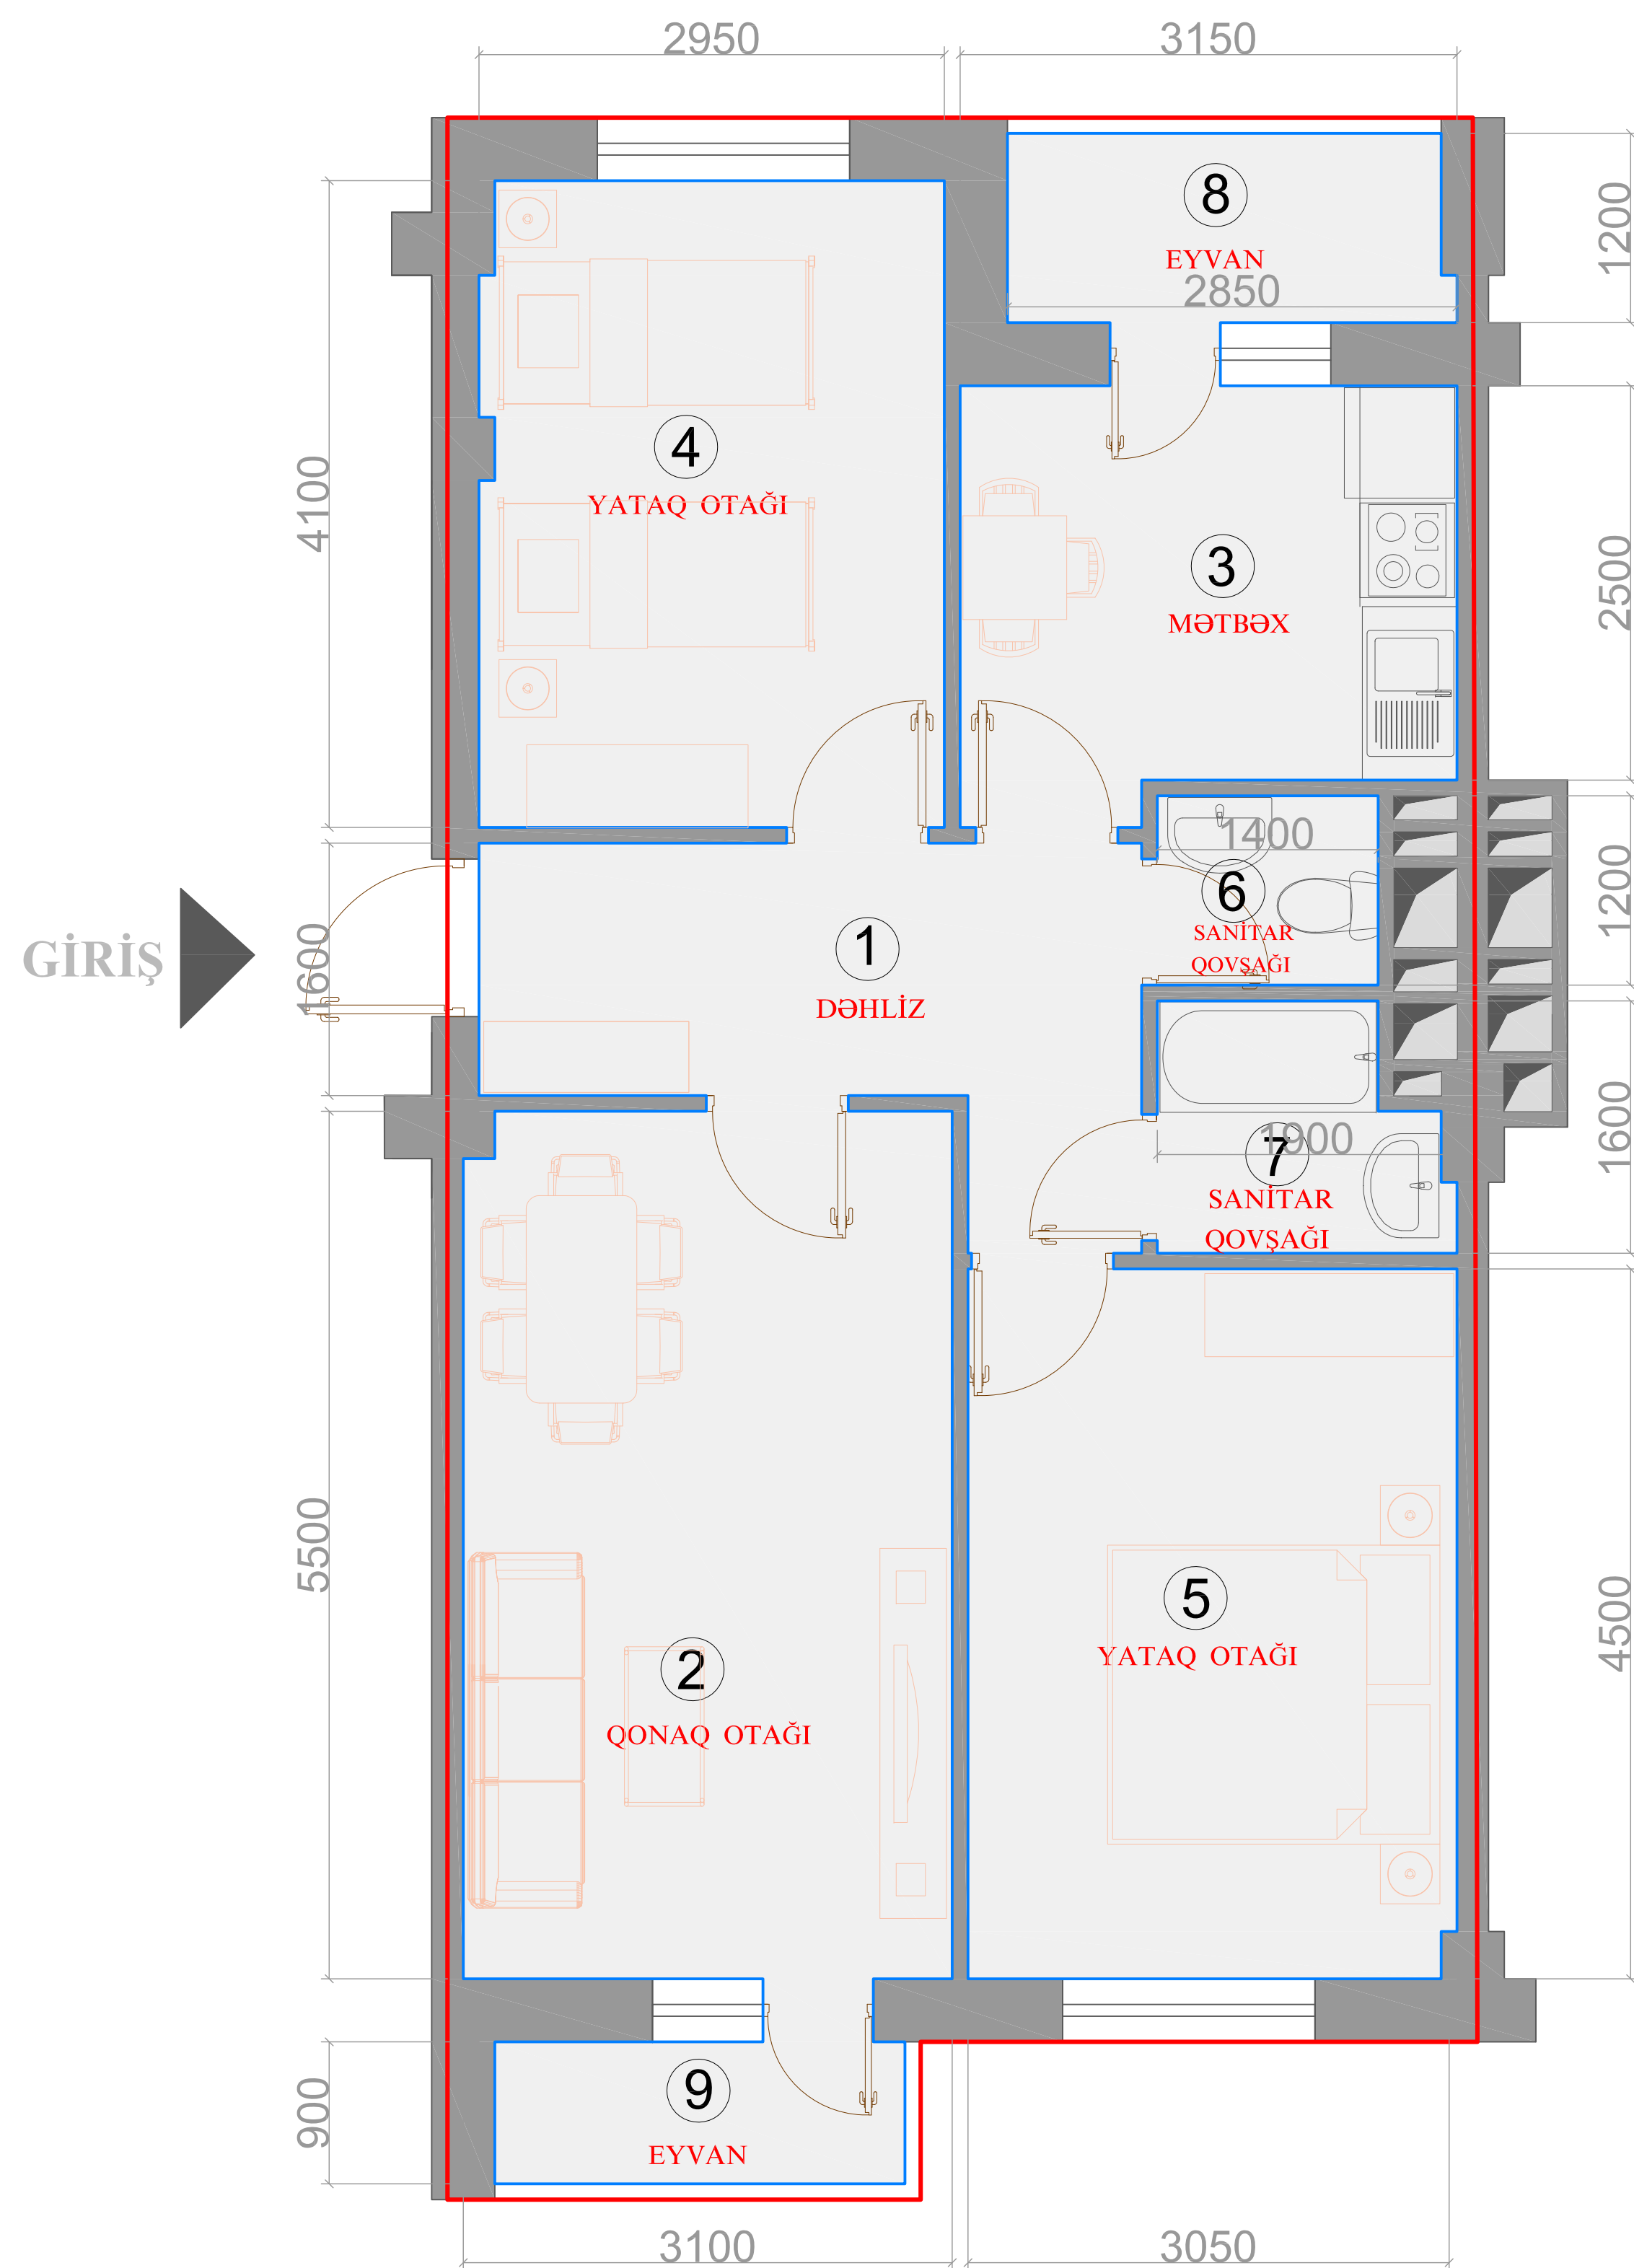 2950
3150
8
EYVAN
2850
1200
4
YATAQ OTAĞI
4100
3
MƏTBƏX
2500
1400
6
SANİTAR
QOVŞAĞI
1200
GİRİŞ
1600
1
DƏHLİZ
1900
7
SANİTAR
QOVŞAĞI
1600
5500
5
YATAQ OTAĞI
4500
2
QONAQ OTAĞI
9
EYVAN
900
3100
3050